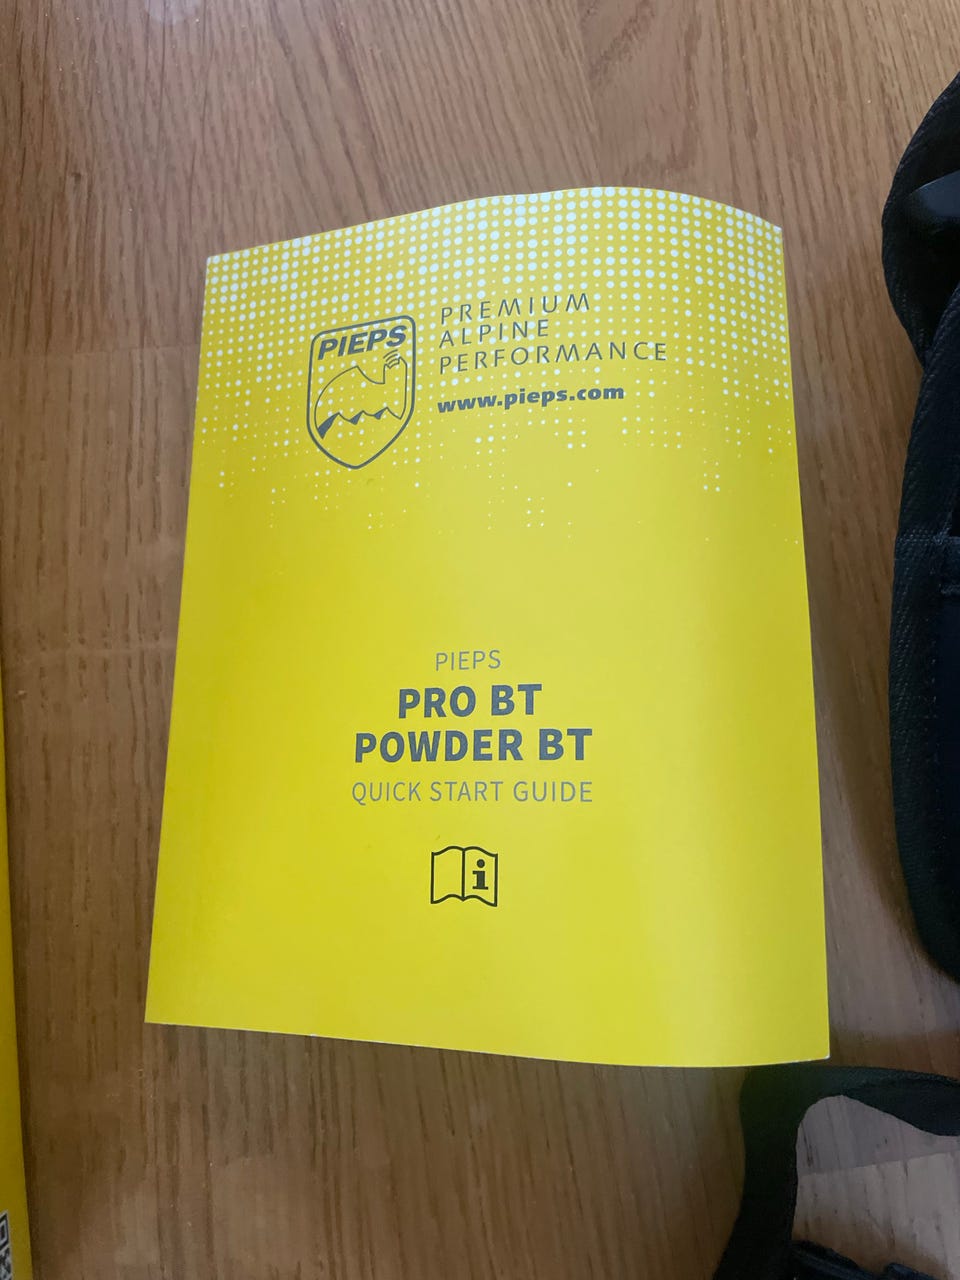 PIEPS
PREMIUM
ALPINE
PERFORMANCE
www.pieps.com
PIEPS
PRO BT
POWDER BT
QUICK START GUIDE
i